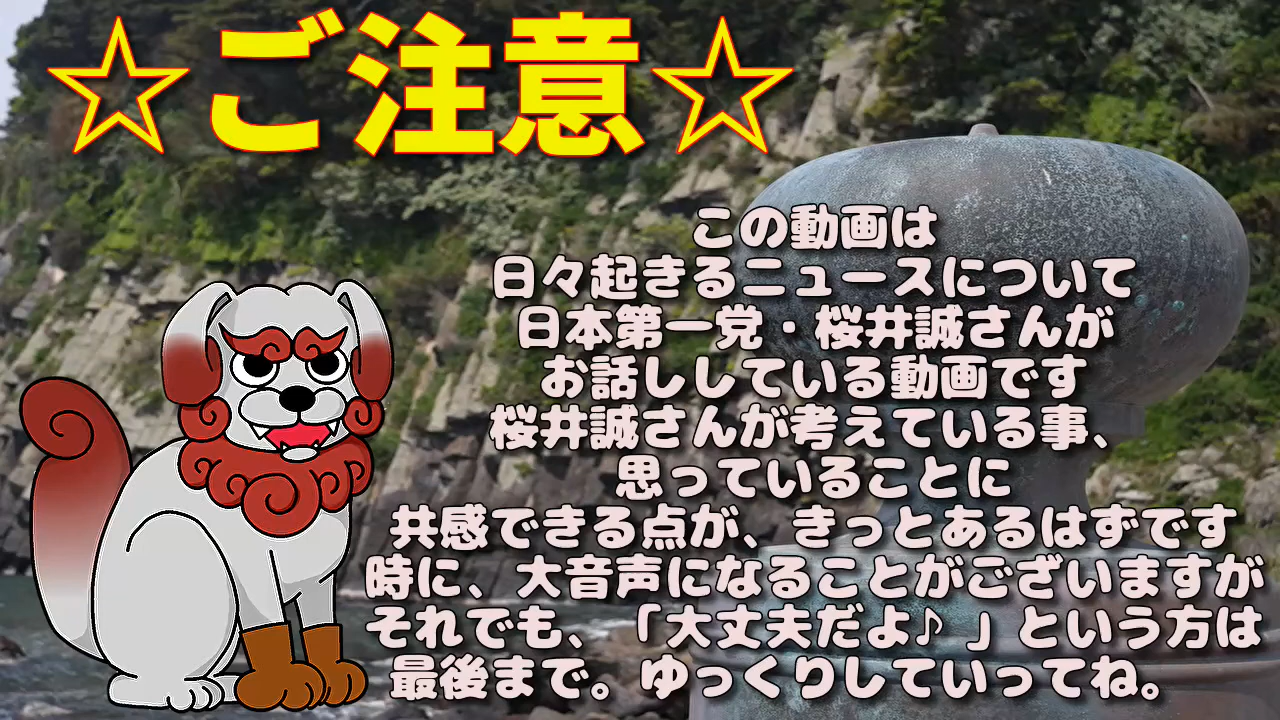 ☆ご注意☆
この動画は
日々起きるニュースについて
日本第一党・桜井誠さんが
お話ししている動画です
桜井誠さんが考えている事、
思っていることに
共感できる点が、きっとあるはずです
時に、大音声になることがございますが
それでも、「大丈夫だよ♪」という方は
最後まで。ゆっくりしていってね。